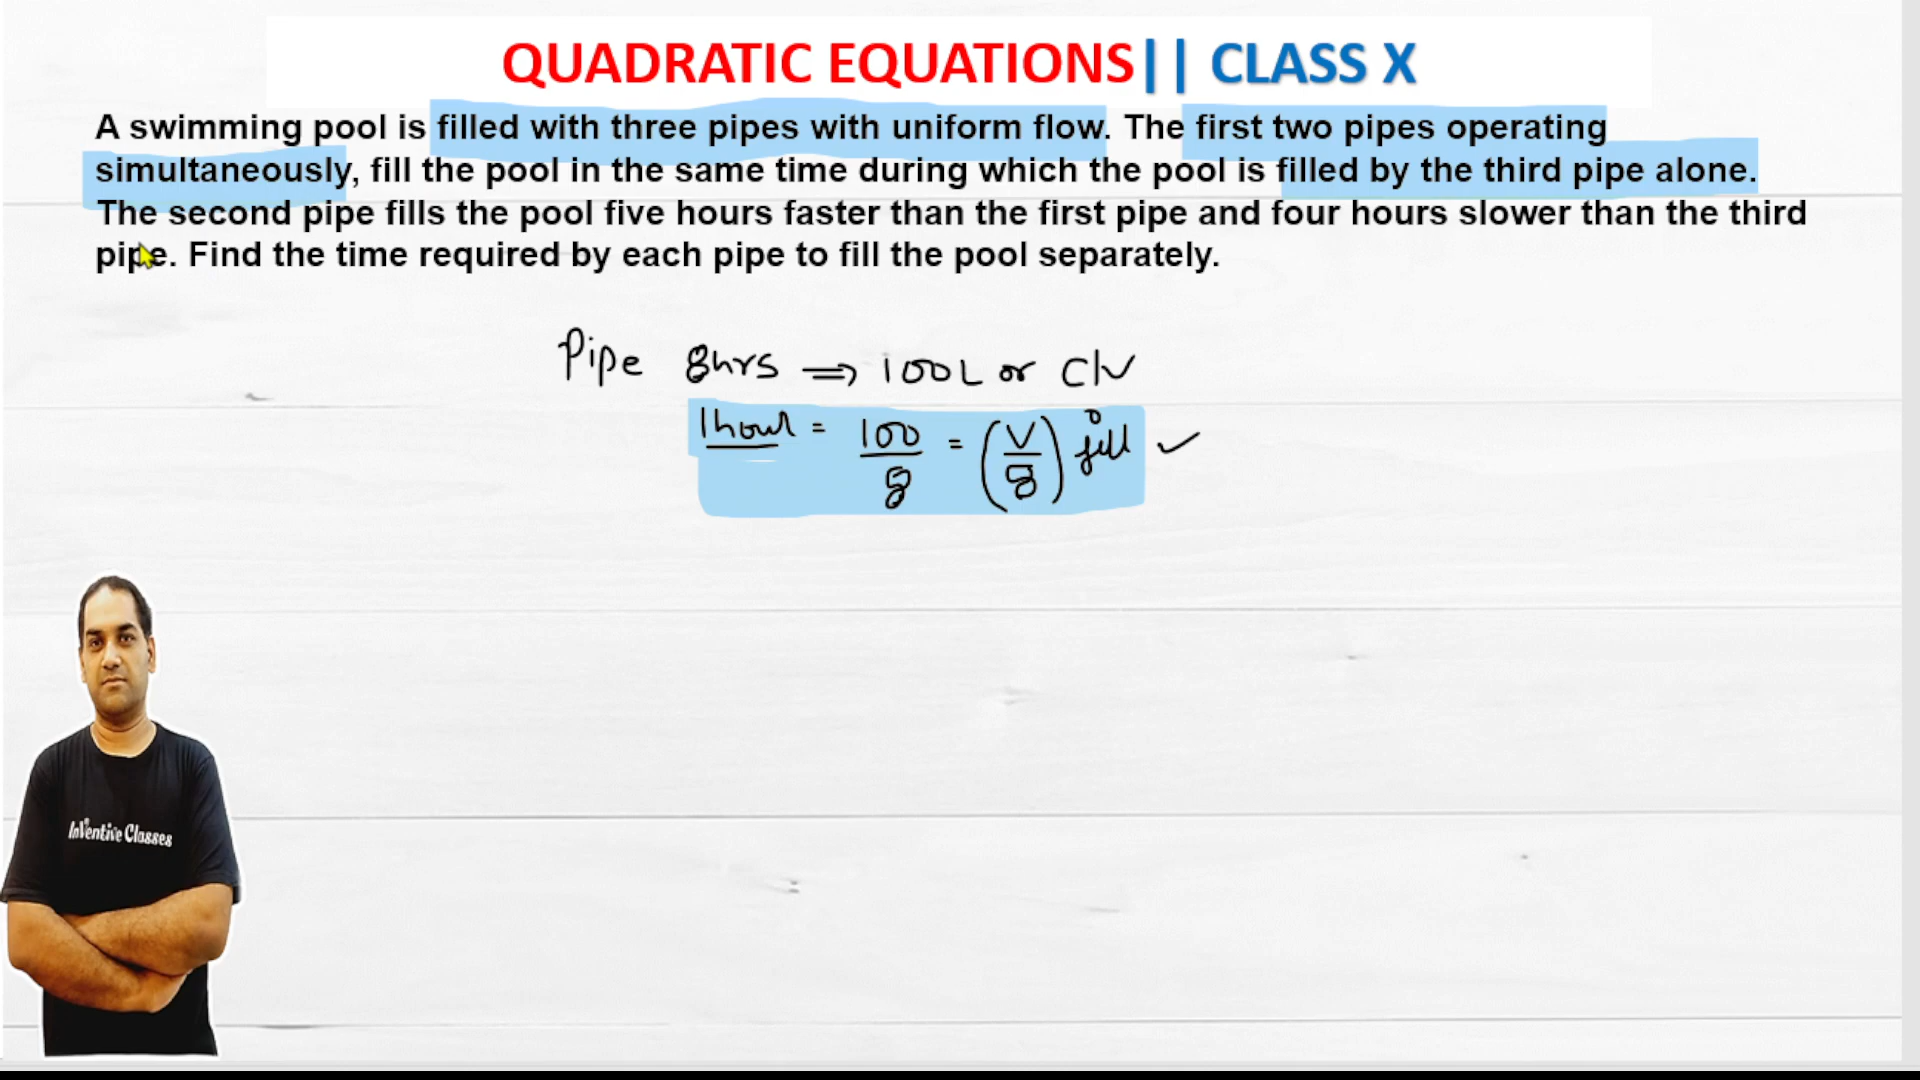 QUADRATIC EQUATIONS|| CLASS X
A swimming pool is filled with three pipes with uniform flow. The first two pipes operating
simultaneously, fill the pool in the same time during which the pool is filled by the third pipe alone.
The second pipe fills the pool five hours faster than the first pipe and four hours slower than the third
pipe. Find the time required by each pipe to fill the pool separately.
Pipe 8hrs ⟹ 100L or
1hour = 100/8 = (V/8) fill ✓
InVentive Classes